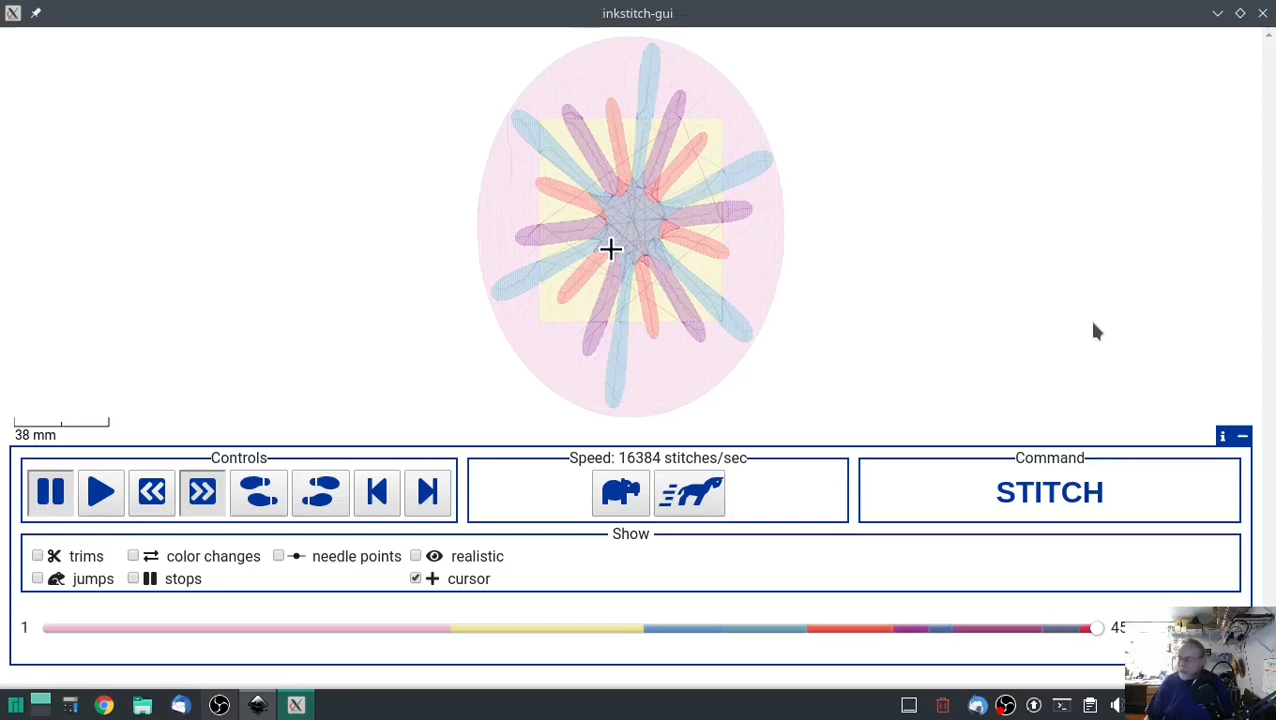 inkstitch-gui
38 mm
Controls
Speed: 16384 stitches/sec
Command
STITCH
Show
trims
color changes
needle points
realistic
jumps
stops
cursor
1